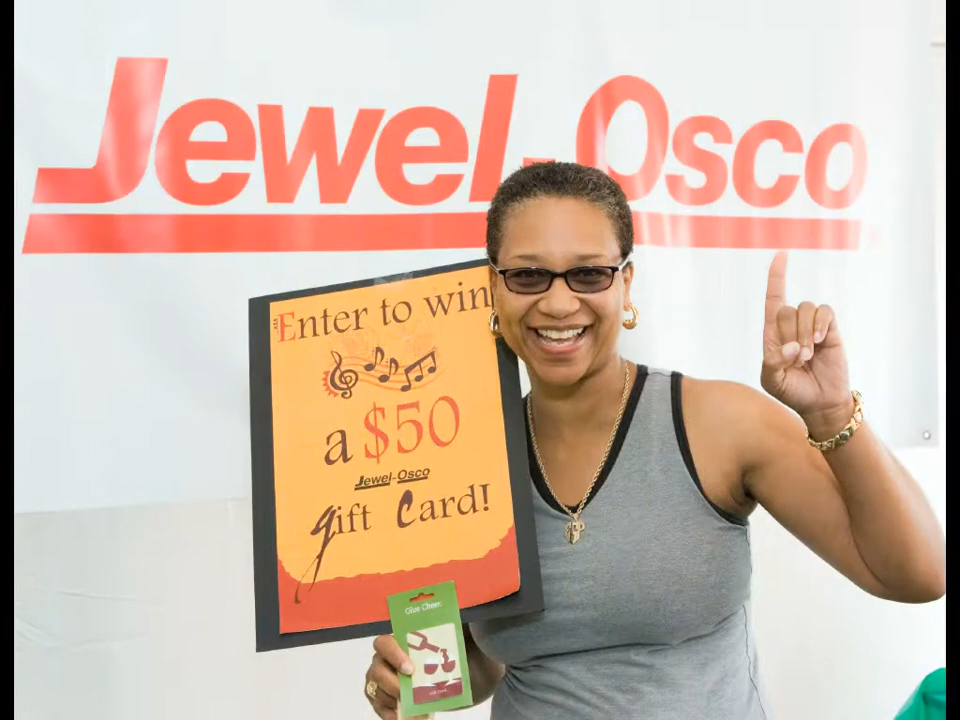 Jewel-Osco
Enter to win
a $50
Jewel-Osco
gift Card!
Give Cheer.